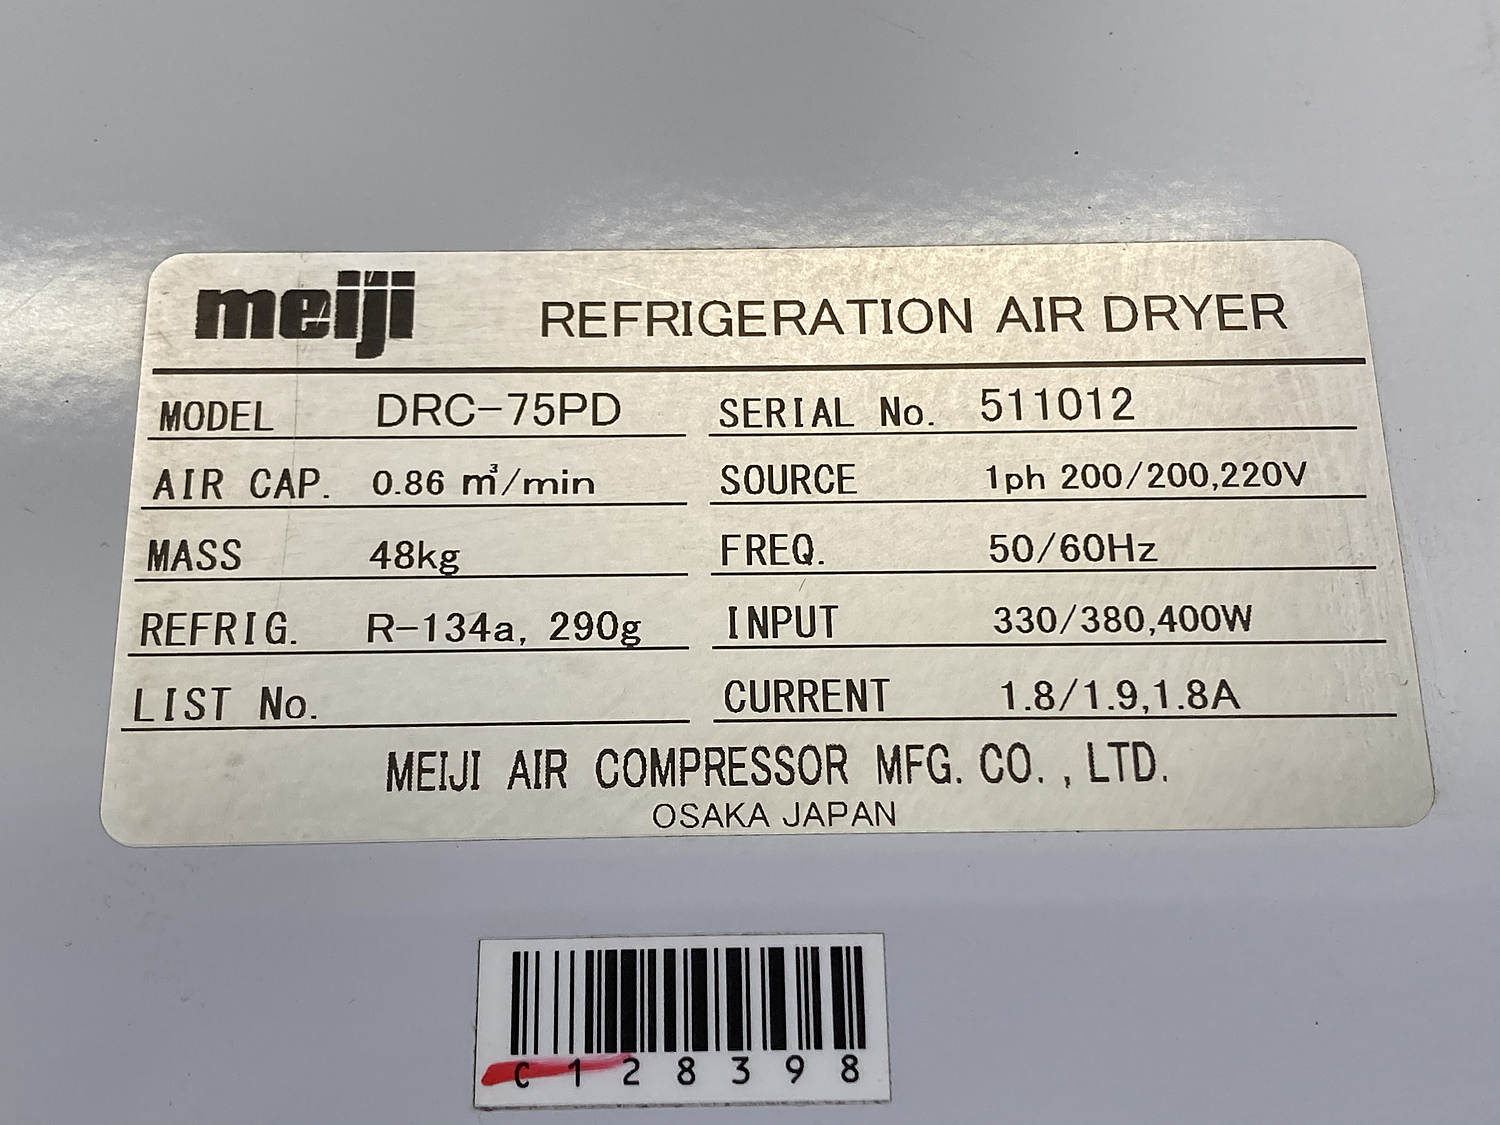 meiji REFRIGERATION AIR DRYER
MODEL DRC-75PD SERIAL No. 511012
AIR CAP. 0.86 m³/min SOURCE 1ph 200/200,220V
MASS 48kg FREQ. 50/60Hz
REFRIG. R-134a, 290g INPUT 330/380,400W
LIST No. CURRENT 1.8/1.9,1.8A
MEIJI AIR COMPRESSOR MFG. CO., LTD.
OSAKA JAPAN
C128398